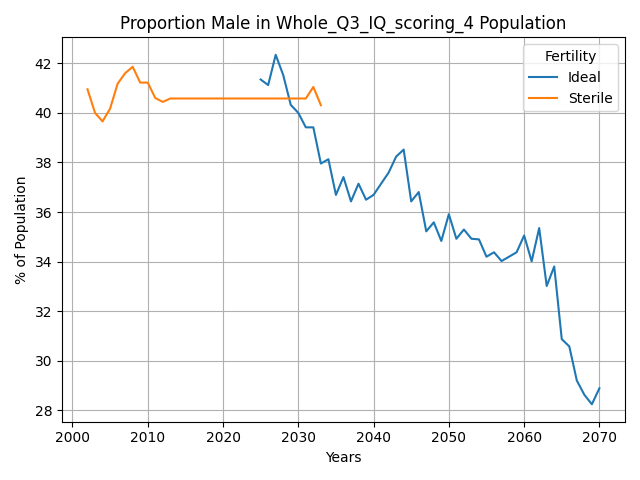 Proportion Male in Whole_Q3_IQ_scoring_4 Population
Fertility
Ideal
Sterile
% of Population
42
40
38
36
34
32
30
28
2000 2010 2020 2030 2040 2050 2060 2070
Years